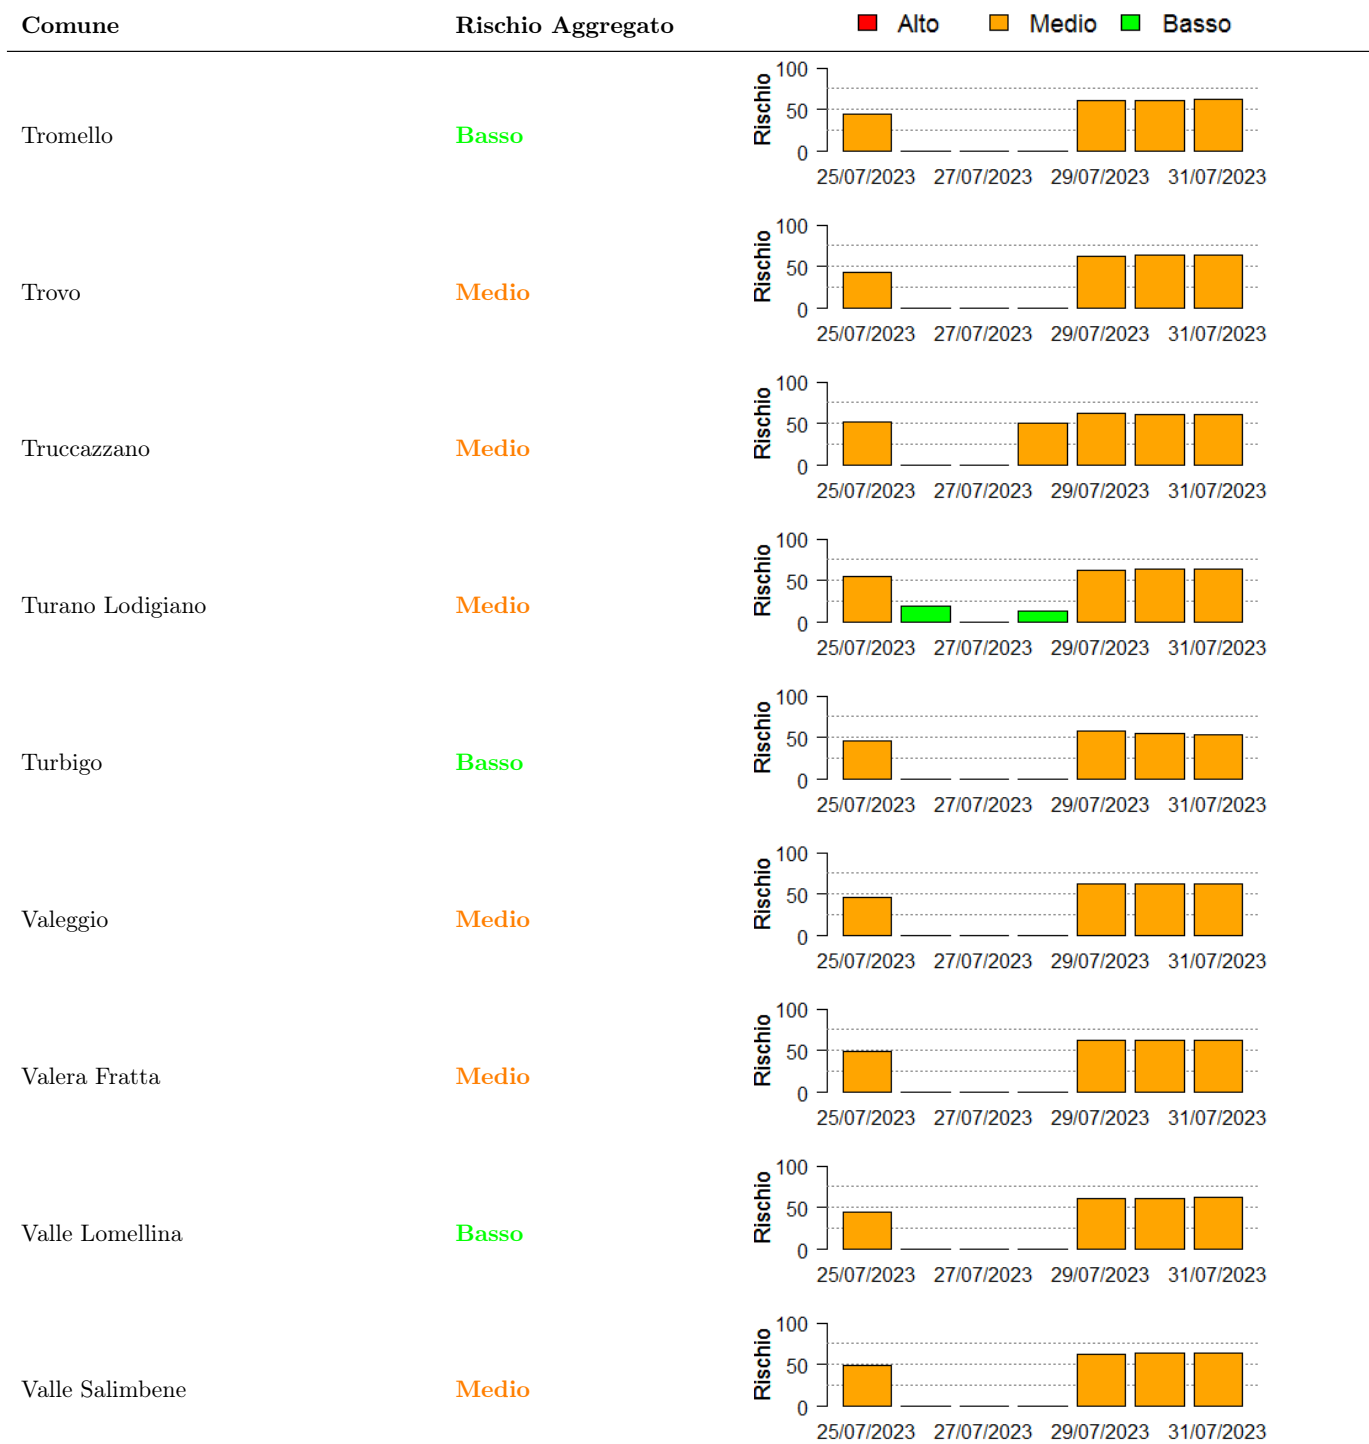 Comune Rischio Aggregato Alto Medio Basso
100
50
0
Rischio
Tromello Basso
25/07/2023 27/07/2023 29/07/2023 31/07/2023
100
50
0
Rischio
Trovo Medio
25/07/2023 27/07/2023 29/07/2023 31/07/2023
100
50
0
Rischio
Truccazzano Medio
25/07/2023 27/07/2023 29/07/2023 31/07/2023
100
50
0
Rischio
Turano Lodigiano Medio
25/07/2023 27/07/2023 29/07/2023 31/07/2023
100
50
0
Rischio
Turbigo Basso
25/07/2023 27/07/2023 29/07/2023 31/07/2023
100
50
0
Rischio
Valeggio Medio
25/07/2023 27/07/2023 29/07/2023 31/07/2023
100
50
0
Rischio
Valera Fratta Medio
25/07/2023 27/07/2023 29/07/2023 31/07/2023
100
50
0
Rischio
Valle Lomellina Basso
25/07/2023 27/07/2023 29/07/2023 31/07/2023
100
50
0
Rischio
Valle Salimbene Medio
25/07/2023 27/07/2023 29/07/2023 31/07/2023